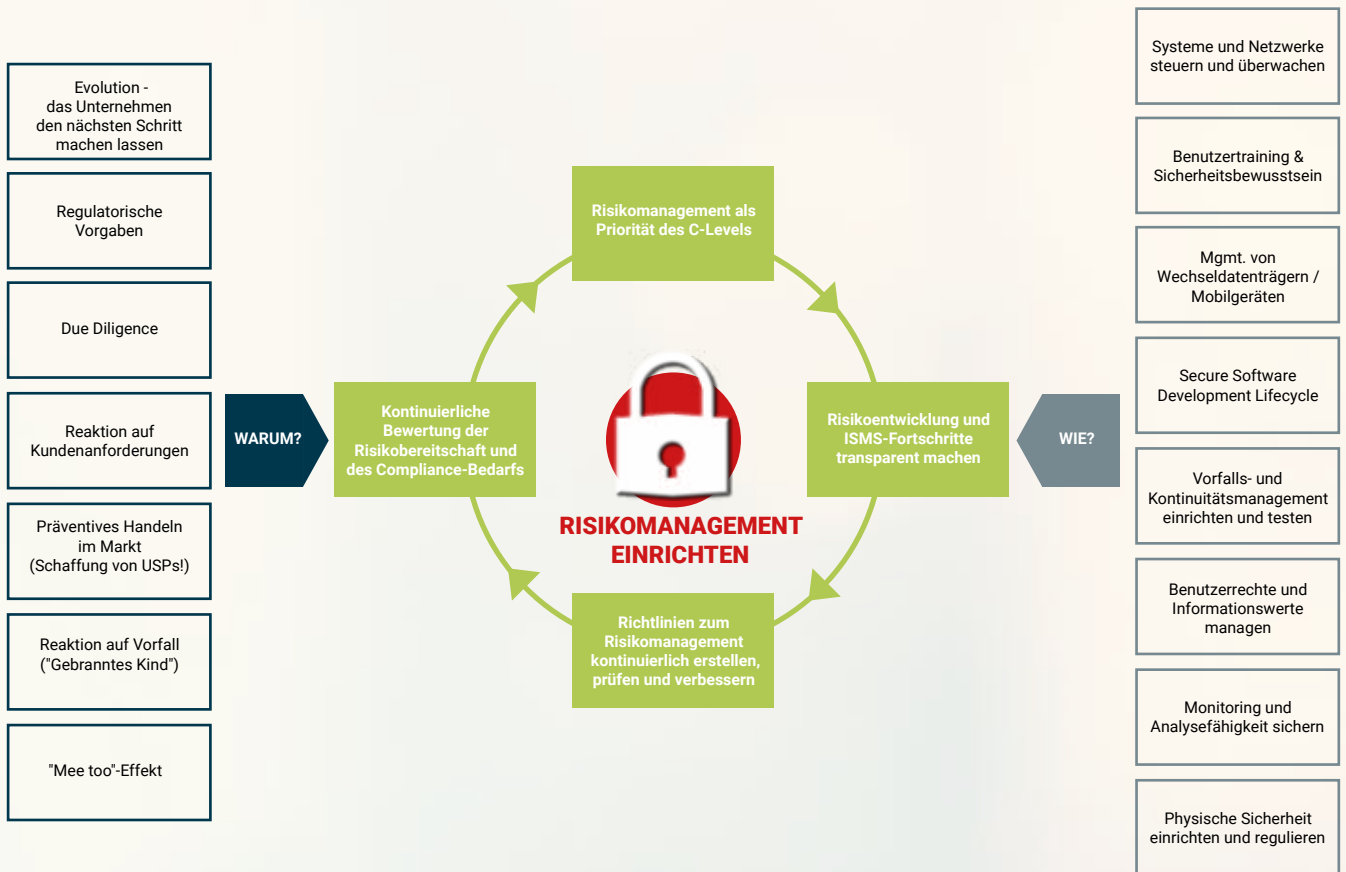 Evolution -
das Unternehmen
den nächsten Schritt
machen lassen
Regulatorische
Vorgaben
Due Diligence
Reaktion auf
Kundenanforderungen
Präventives Handeln
im Markt
(Schaffung von USPs!)
Reaktion auf Vorfall
("Gebranntes Kind")
"Mee too"-Effekt
WARUM?
Risikomanagement als
Priorität des C-Levels
Kontinuierliche
Bewertung der
Risikobereitschaft und
des Compliance-Bedarfs
RISIKOMANAGEMENT
EINRICHTEN
Risikoentwicklung und
ISMS-Fortschritte
transparent machen
Richtlinien zum
Risikomanagement
kontinuierlich erstellen,
prüfen und verbessern
WIE?
Systeme und Netzwerke
steuern und überwachen
Benutzertraining &
Sicherheitsbewusstsein
Mgmt. von
Wechseldatenträgern /
Mobilgeräten
Secure Software
Development Lifecycle
Vorfalls- und
Kontinuitätsmanagement
einrichten und testen
Benutzerrechte und
Informationswerte
managen
Monitoring und
Analysefähigkeit sichern
Physische Sicherheit
einrichten und regulieren